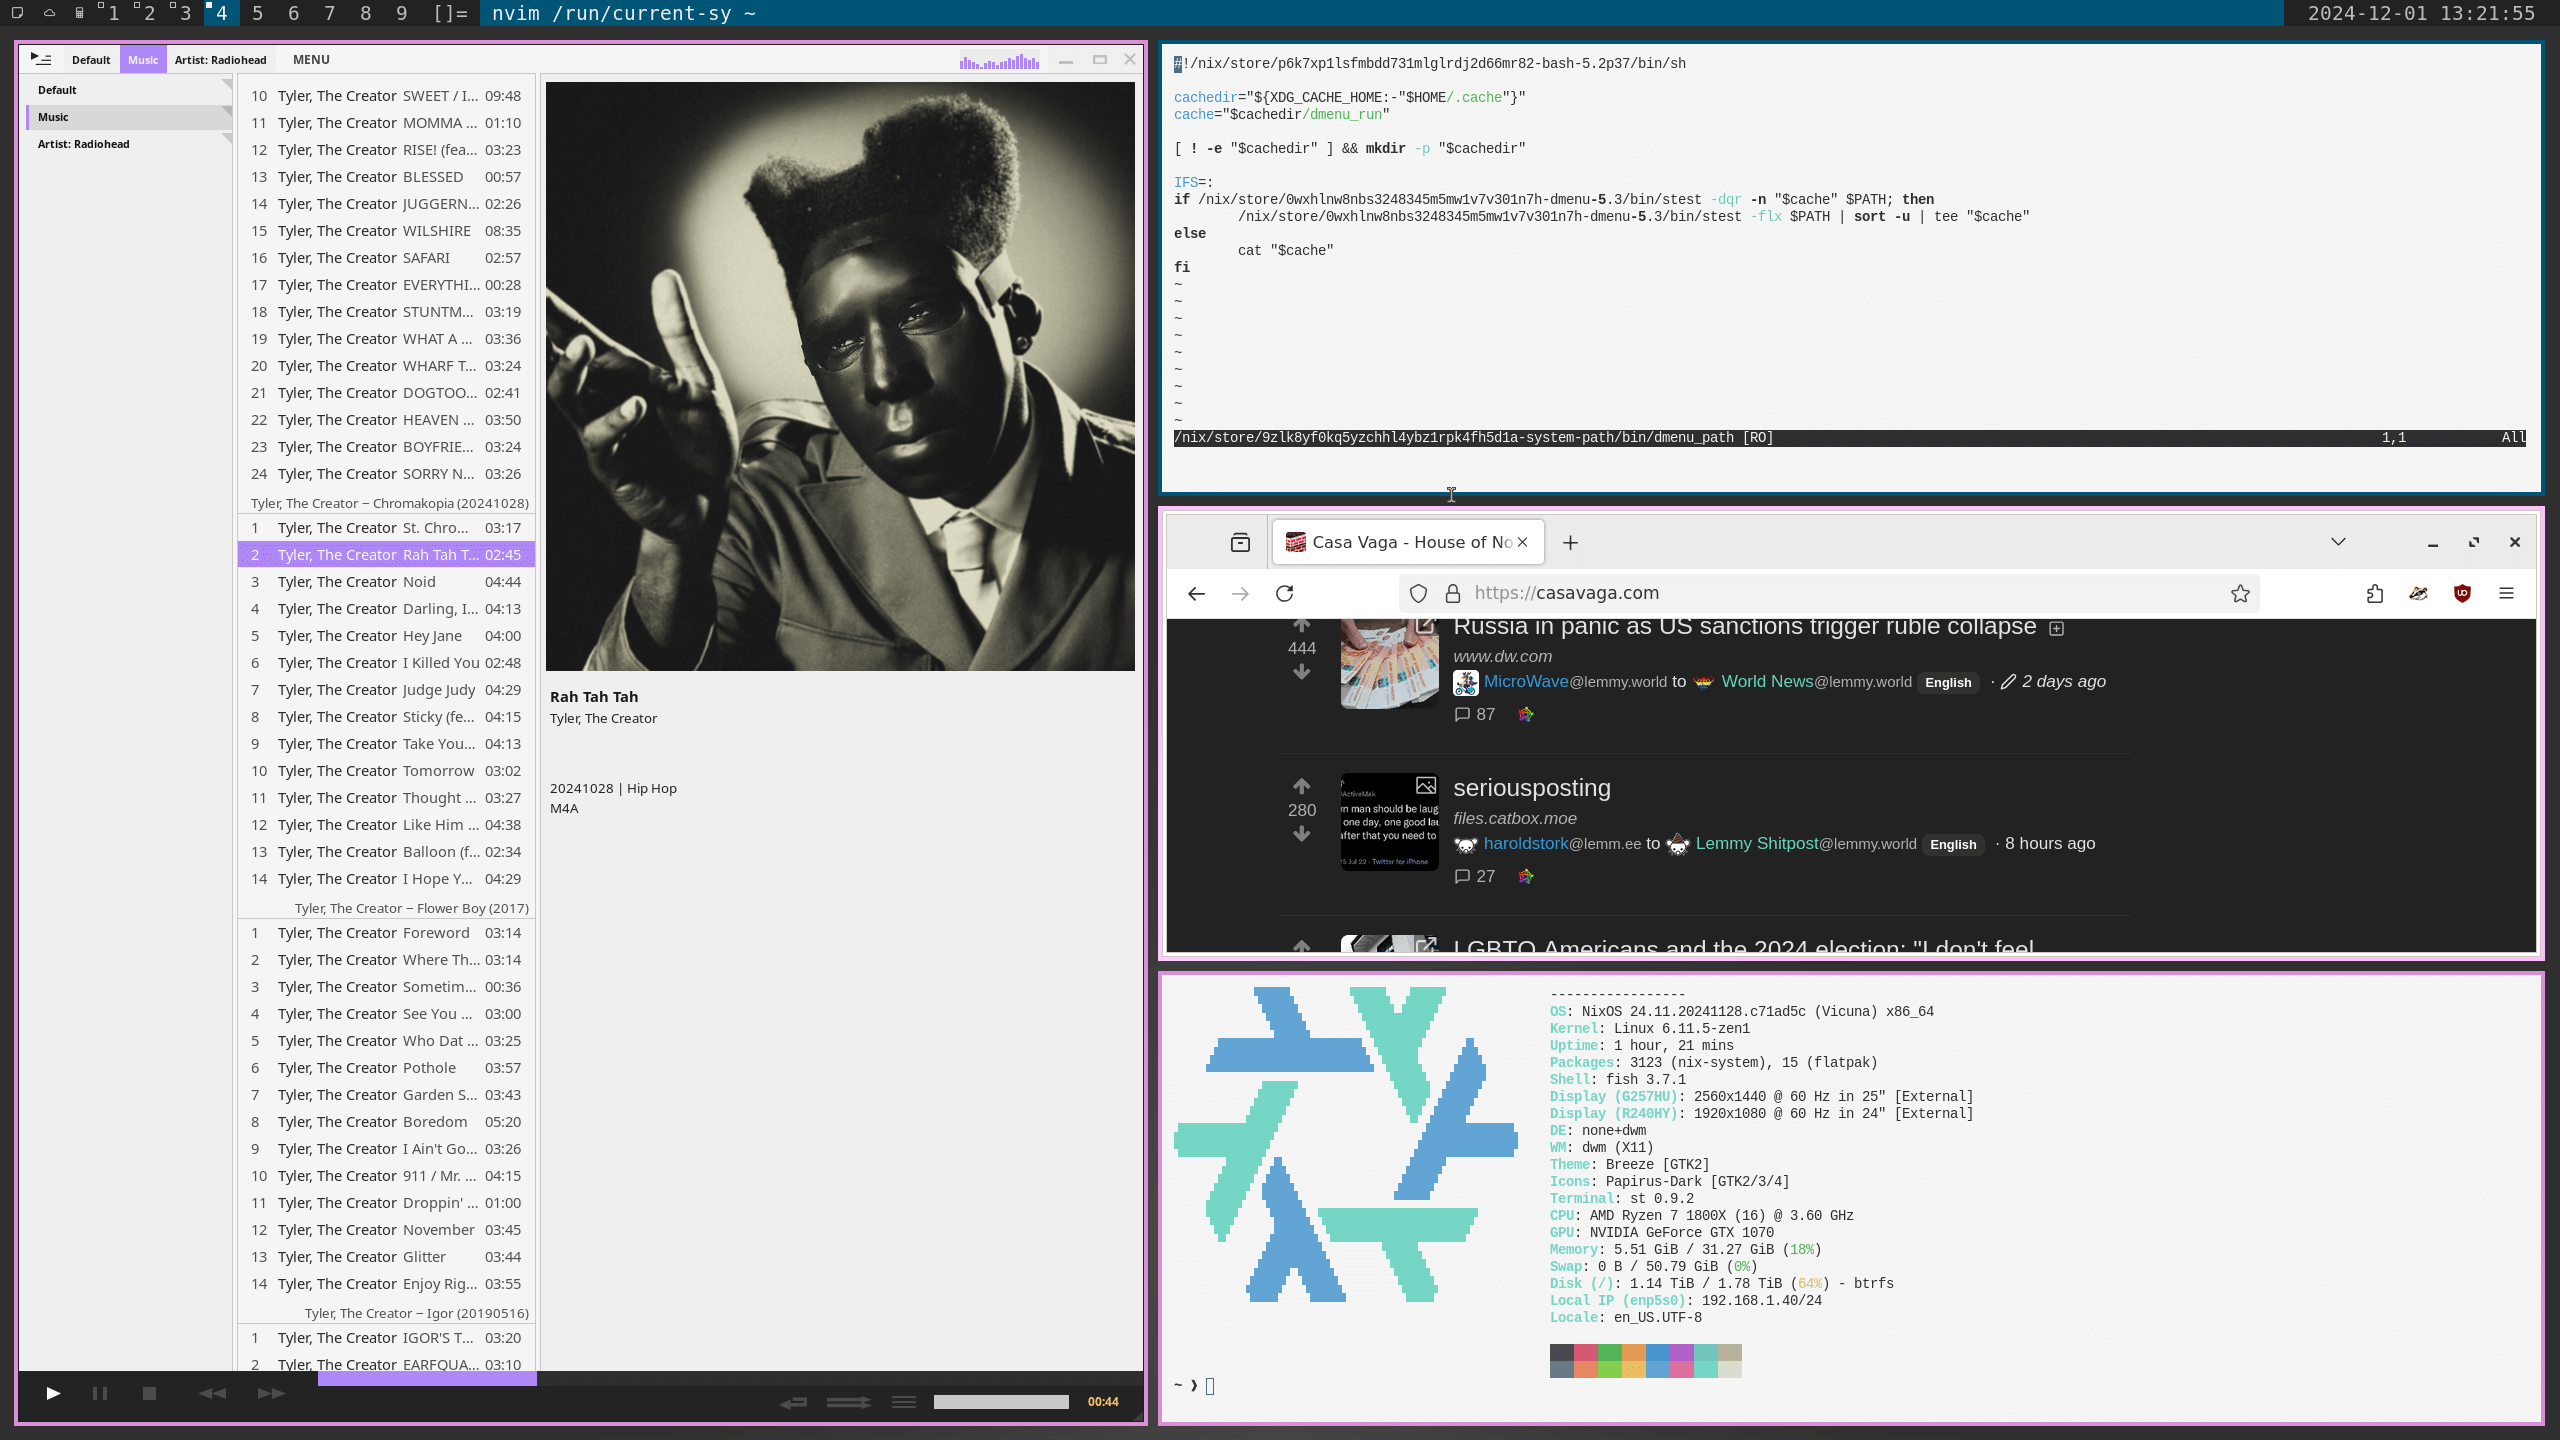 1 2 3 4 5 6 7 8 9 []= nvim /run/current-sy ~ 2024-12-01 13:21:55
Default Music Artist: Radiohead MENU
Default
Music
Artist: Radiohead
10 Tyler, The Creator SWEET / I... 09:48
11 Tyler, The Creator MOMMA ... 01:10
12 Tyler, The Creator RISE! (fea... 03:23
13 Tyler, The Creator BLESSED 00:57
14 Tyler, The Creator JUGGERN... 02:26
15 Tyler, The Creator WILSHIRE 08:35
16 Tyler, The Creator SAFARI 02:57
17 Tyler, The Creator EVERYTHI... 00:28
18 Tyler, The Creator STUNTM... 03:19
19 Tyler, The Creator WHAT A ... 03:36
20 Tyler, The Creator WHARF T... 03:24
21 Tyler, The Creator DOGTOO... 02:41
22 Tyler, The Creator HEAVEN ... 03:50
23 Tyler, The Creator BOYFRIE... 03:24
24 Tyler, The Creator SORRY N... 03:26
Tyler, The Creator − Chromakopia (20241028)
1 Tyler, The Creator St. Chro... 03:17
2 Tyler, The Creator Rah Tah T... 02:45
3 Tyler, The Creator Noid 04:44
4 Tyler, The Creator Darling, I... 04:13
5 Tyler, The Creator Hey Jane 04:00
6 Tyler, The Creator I Killed You 02:48
7 Tyler, The Creator Judge Judy 04:29
8 Tyler, The Creator Sticky (fe... 04:15
9 Tyler, The Creator Take You... 04:13
10 Tyler, The Creator Tomorrow 03:02
11 Tyler, The Creator Thought ... 03:27
12 Tyler, The Creator Like Him ... 04:38
13 Tyler, The Creator Balloon (f... 02:34
14 Tyler, The Creator I Hope Y... 04:29
Tyler, The Creator − Flower Boy (2017)
1 Tyler, The Creator Foreword 03:14
2 Tyler, The Creator Where Th... 03:14
3 Tyler, The Creator Sometim... 00:36
4 Tyler, The Creator See You ... 03:00
5 Tyler, The Creator Who Dat ... 03:25
6 Tyler, The Creator Pothole 03:57
7 Tyler, The Creator Garden S... 03:43
8 Tyler, The Creator Boredom 05:20
9 Tyler, The Creator I Ain't Go... 03:26
10 Tyler, The Creator 911 / Mr. ... 04:15
11 Tyler, The Creator Droppin' ... 01:00
12 Tyler, The Creator November 03:45
13 Tyler, The Creator Glitter 03:44
14 Tyler, The Creator Enjoy Rig... 03:55
Tyler, The Creator − Igor (20190516)
1 Tyler, The Creator IGOR'S T... 03:20
2 Tyler, The Creator EARFQUA... 03:10
Rah Tah Tah
Tyler, The Creator
20241028 | Hip Hop
M4A
00:44
#!/nix/store/p6k7xp1lsfmbdd731mlglrdj2d66mr82-bash-5.2p37/bin/sh
cachedir="${XDG_CACHE_HOME:-"$HOME/.cache"}"
cache="$cachedir/dmenu_run"
[ ! -e "$cachedir" ] && mkdir -p "$cachedir"
IFS=:
if /nix/store/0wxhlnw8nbs3248345m5mw1v7v301n7h-dmenu-5.3/bin/stest -dqr -n "$cache" $PATH; then
/nix/store/0wxhlnw8nbs3248345m5mw1v7v301n7h-dmenu-5.3/bin/stest -flx $PATH | sort -u | tee "$cache"
else
cat "$cache"
fi
~
~
~
~
~
~
~
~
~
/nix/store/9zlk8yf0kq5yzchhl4ybz1rpk4fh5d1a-system-path/bin/dmenu_path [RO] 1,1 All
Casa Vaga - House of No
https://casavaga.com
Russia in panic as US sanctions trigger ruble collapse
444
www.dw.com
MicroWave@lemmy.world to World News@lemmy.world English · 2 days ago
87
seriousposting
280
files.catbox.moe
ActiveMak
wn man should be laug
one day, one good lau
after that you need to
5 Jul 22 · Twitter for iPhone
haroldstork@lemm.ee to Lemmy Shitpost@lemmy.world English · 8 hours ago
27
LGBTQ Americans and the 2024 election: "I don't feel
-----------------
OS: NixOS 24.11.20241128.c71ad5c (Vicuna) x86_64
Kernel: Linux 6.11.5-zen1
Uptime: 1 hour, 21 mins
Packages: 3123 (nix-system), 15 (flatpak)
Shell: fish 3.7.1
Display (G257HU): 2560x1440 @ 60 Hz in 25" [External]
Display (R240HY): 1920x1080 @ 60 Hz in 24" [External]
DE: none+dwm
WM: dwm (X11)
Theme: Breeze [GTK2]
Icons: Papirus-Dark [GTK2/3/4]
Terminal: st 0.9.2
CPU: AMD Ryzen 7 1800X (16) @ 3.60 GHz
GPU: NVIDIA GeForce GTX 1070
Memory: 5.51 GiB / 31.27 GiB (18%)
Swap: 0 B / 50.79 GiB (0%)
Disk (/): 1.14 TiB / 1.78 TiB (64%) - btrfs
Local IP (enp5s0): 192.168.1.40/24
Locale: en_US.UTF-8
~ ❯